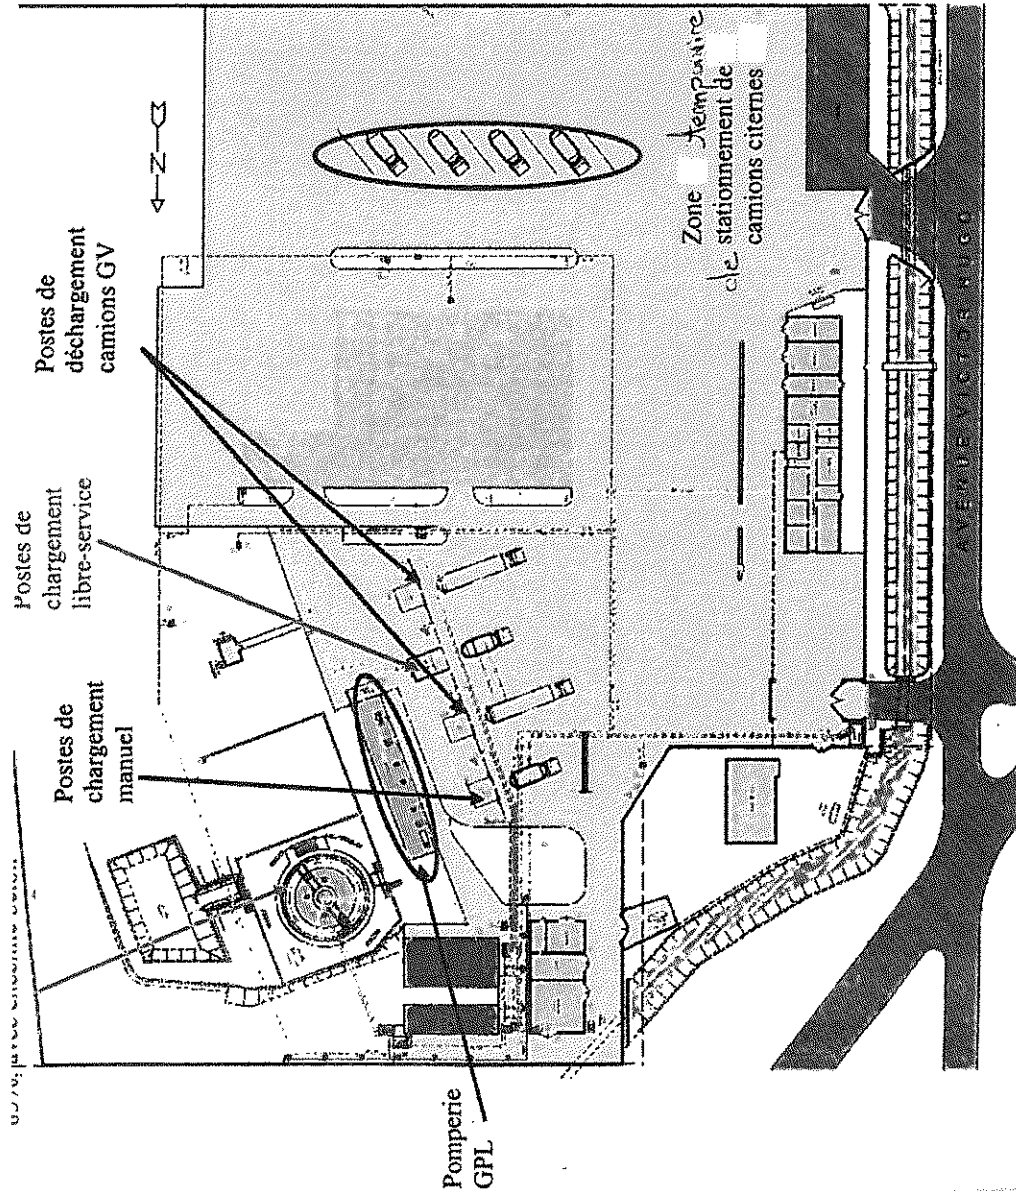 Postes de
chargement
libre-service
Postes de
déchargement
camions GV
Postes de
chargement
manuel
N
Zone temporaire
de stationnement de
camions citernes
Pomperie
GPL
AVENUE VICTOR HUGO